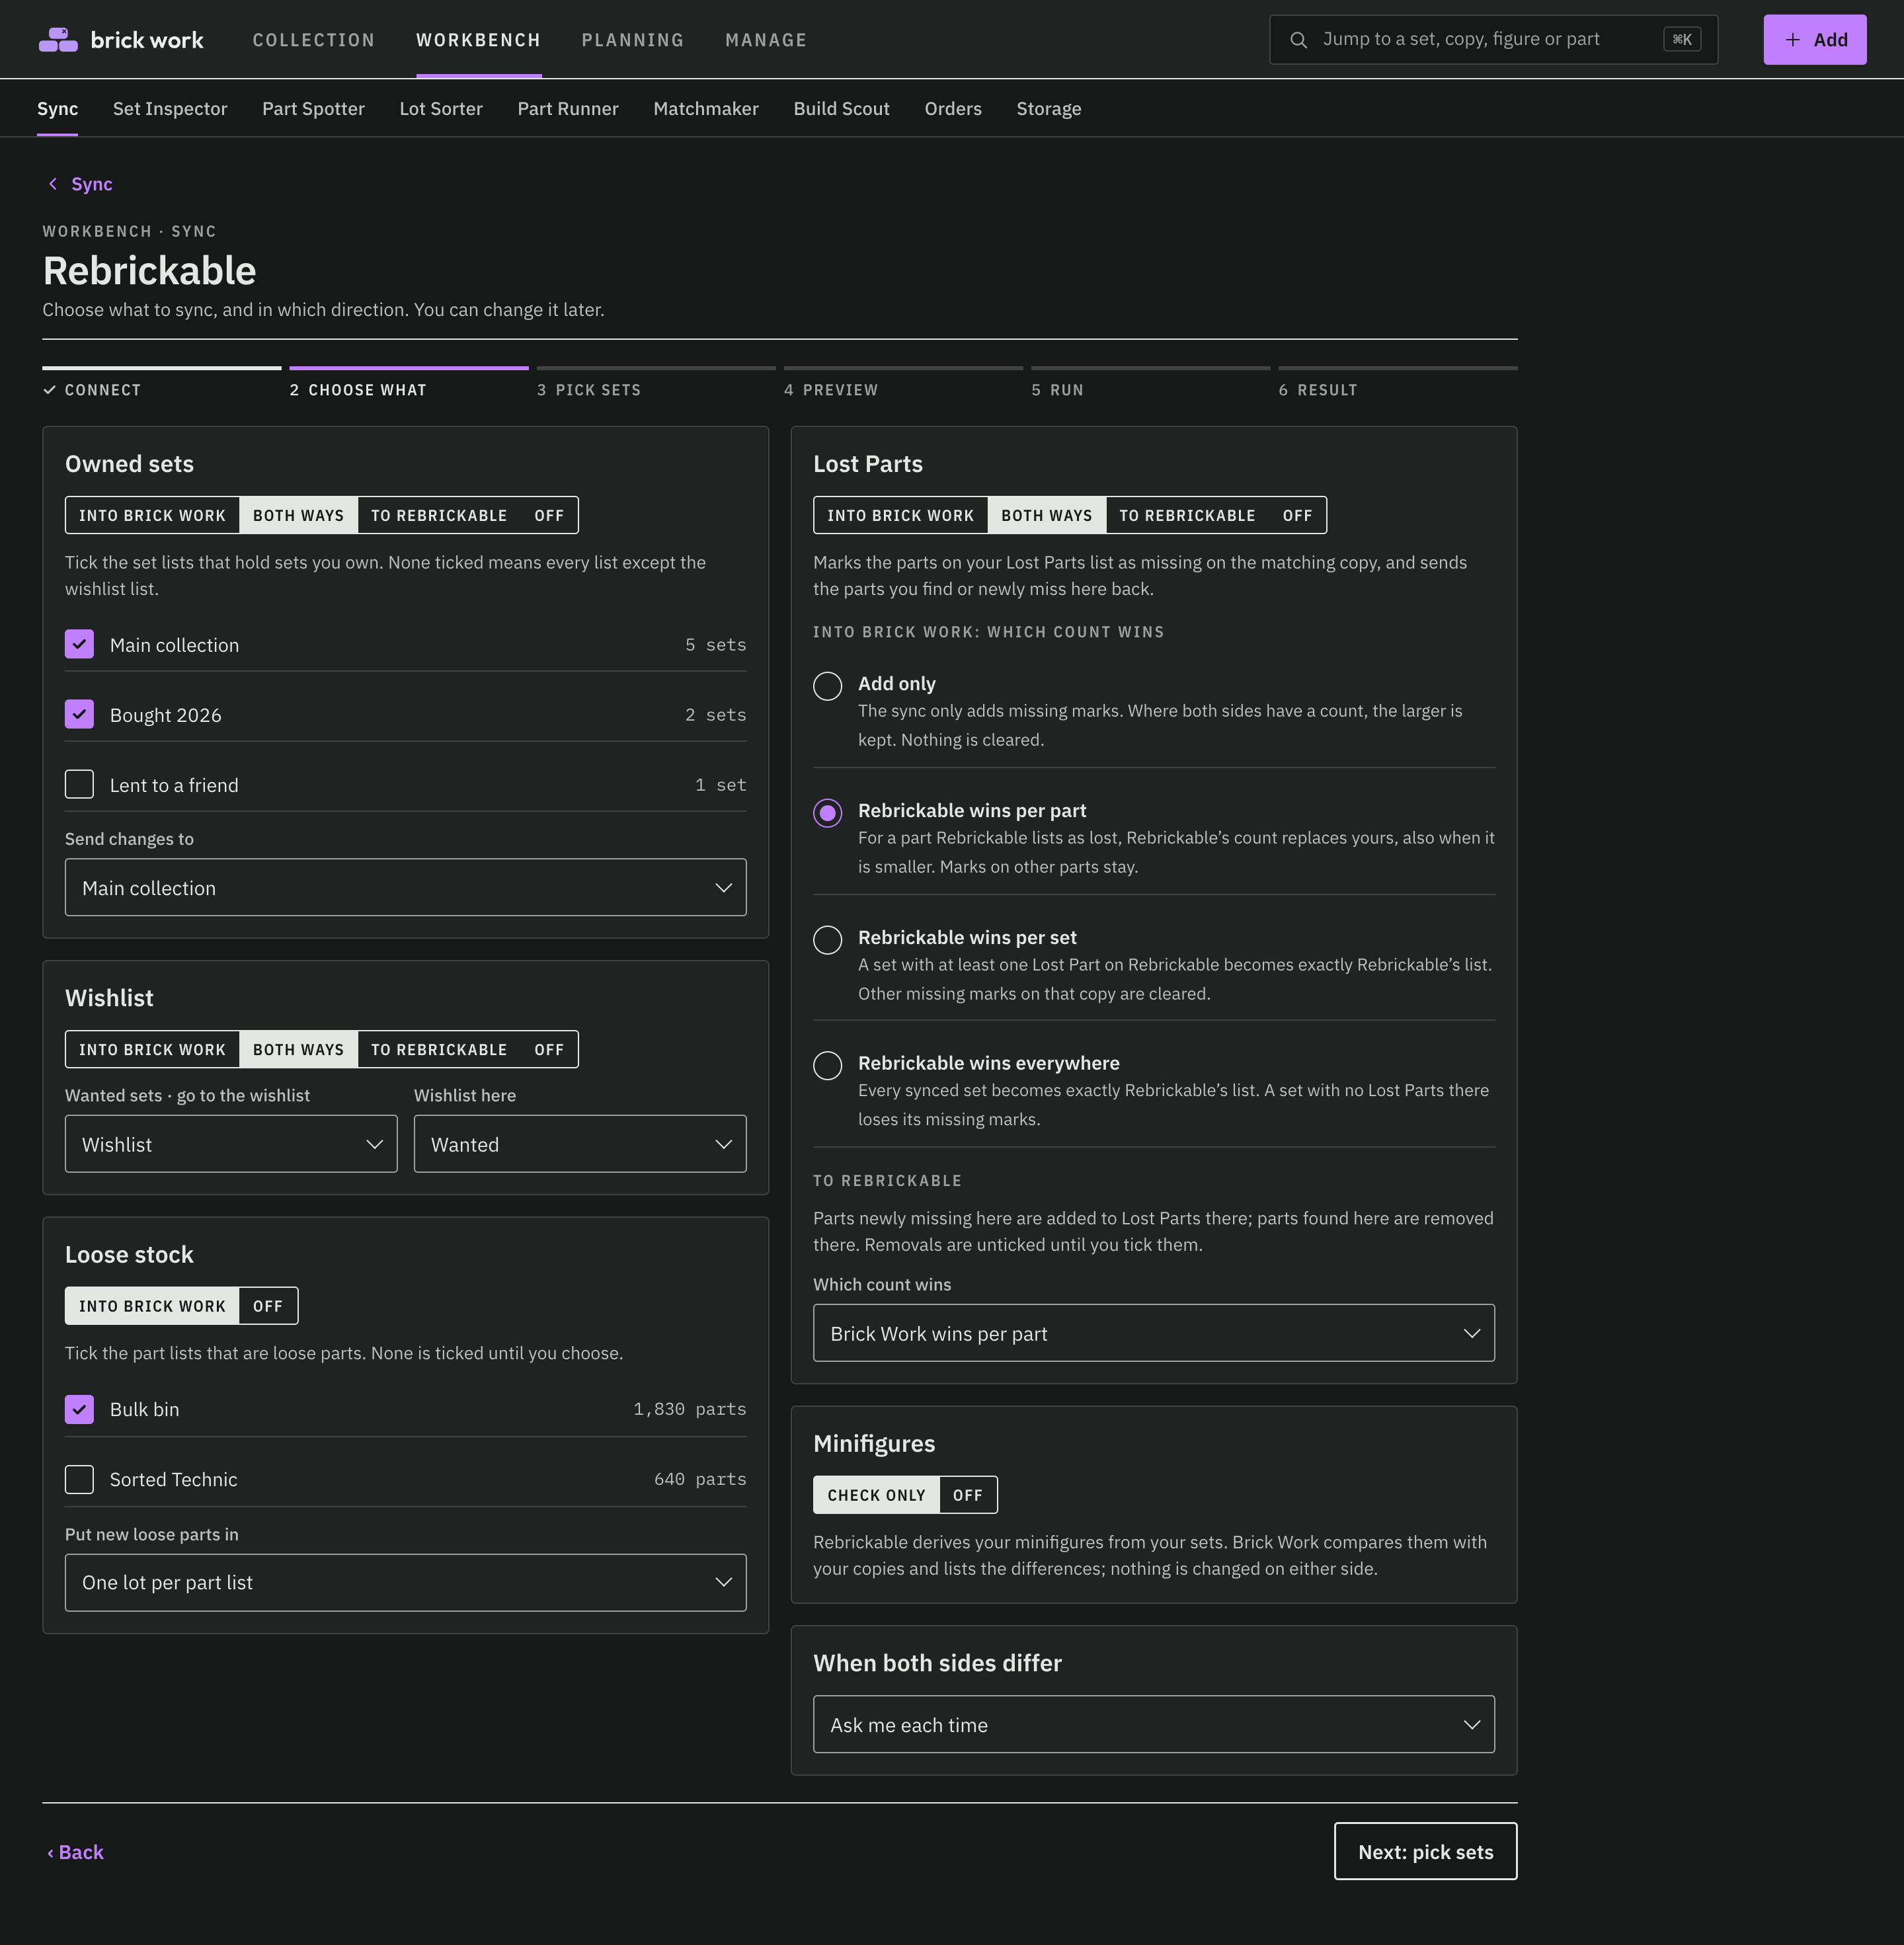 brick work
COLLECTION
WORKBENCH
PLANNING
MANAGE
Jump to a set, copy, figure or part
⌘K
+ Add
Sync
Set Inspector
Part Spotter
Lot Sorter
Part Runner
Matchmaker
Build Scout
Orders
Storage
‹ Sync
WORKBENCH · SYNC
Rebrickable
Choose what to sync, and in which direction. You can change it later.
✓ CONNECT
2 CHOOSE WHAT
3 PICK SETS
4 PREVIEW
5 RUN
6 RESULT
Owned sets
INTO BRICK WORK
BOTH WAYS
TO REBRICKABLE
OFF
Tick the set lists that hold sets you own. None ticked means every list except the
wishlist list.
Main collection
5 sets
Bought 2026
2 sets
Lent to a friend
1 set
Send changes to
Main collection
Wishlist
INTO BRICK WORK
BOTH WAYS
TO REBRICKABLE
OFF
Wanted sets · go to the wishlist
Wishlist
Wishlist here
Wanted
Loose stock
INTO BRICK WORK
OFF
Tick the part lists that are loose parts. None is ticked until you choose.
Bulk bin
1,830 parts
Sorted Technic
640 parts
Put new loose parts in
One lot per part list
Lost Parts
INTO BRICK WORK
BOTH WAYS
TO REBRICKABLE
OFF
Marks the parts on your Lost Parts list as missing on the matching copy, and sends
the parts you find or newly miss here back.
INTO BRICK WORK: WHICH COUNT WINS
Add only
The sync only adds missing marks. Where both sides have a count, the larger is
kept. Nothing is cleared.
Rebrickable wins per part
For a part Rebrickable lists as lost, Rebrickable’s count replaces yours, also when it
is smaller. Marks on other parts stay.
Rebrickable wins per set
A set with at least one Lost Part on Rebrickable becomes exactly Rebrickable’s list.
Other missing marks on that copy are cleared.
Rebrickable wins everywhere
Every synced set becomes exactly Rebrickable’s list. A set with no Lost Parts there
loses its missing marks.
TO REBRICKABLE
Parts newly missing here are added to Lost Parts there; parts found here are removed
there. Removals are unticked until you tick them.
Which count wins
Brick Work wins per part
Minifigures
CHECK ONLY
OFF
Rebrickable derives your minifigures from your sets. Brick Work compares them with
your copies and lists the differences; nothing is changed on either side.
When both sides differ
Ask me each time
‹ Back
Next: pick sets